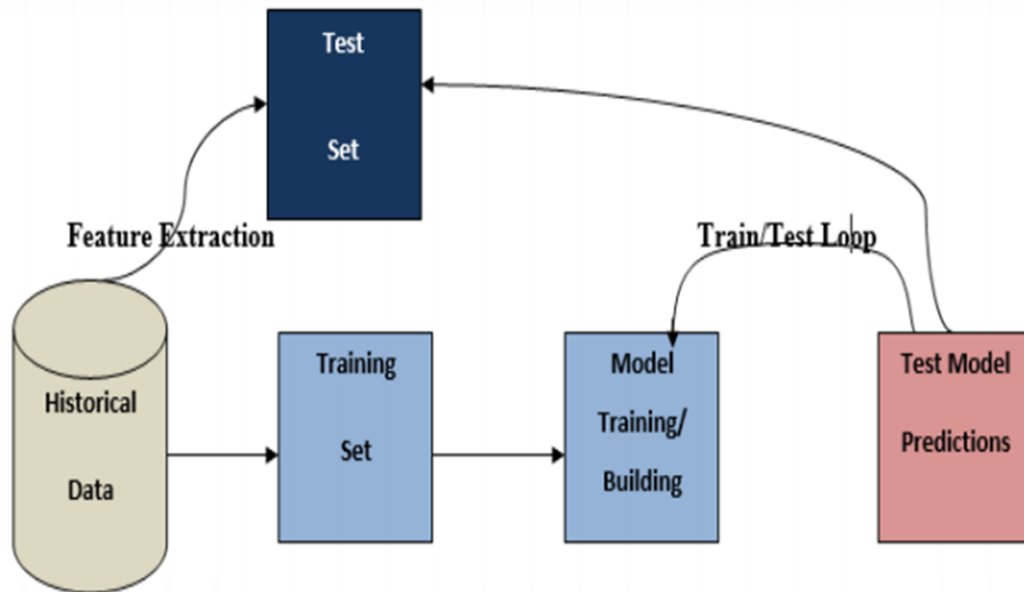 Test
Set
Feature Extraction
Train/Test Loop
Historical
Data
Training
Set
Model
Training/
Building
Test Model
Predictions